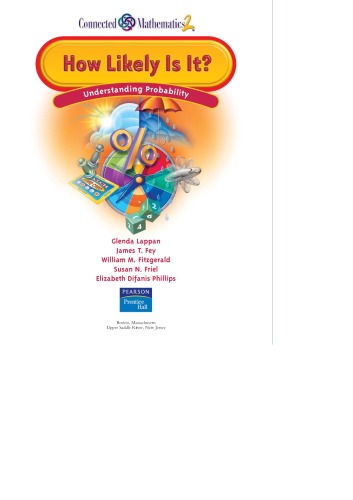 Connected Mathematics 2
How Likely Is It?
Understanding Probability
%
Glenda Lappan
James T. Fey
William M. Fitzgerald
Susan N. Friel
Elizabeth Difanis Phillips
PEARSON
Prentice
Hall
Boston, Massachusetts
Upper Saddle River, New Jersey